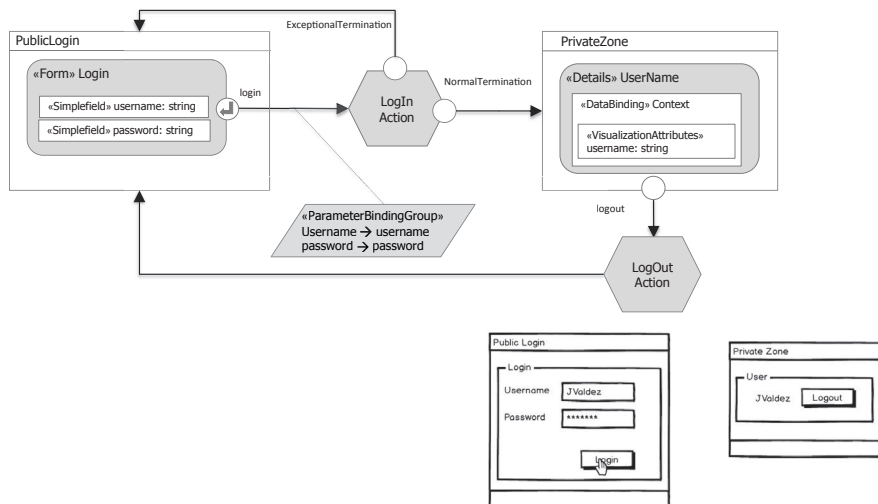 ExceptionalTermination
PublicLogin
PrivateZone
«Form» Login
«Details» UserName
login
NormalTermination
LogIn
Action
«DataBinding» Context
«Simplefield» username: string
«Simplefield» password: string
«VisualizationAttributes»
username: string
logout
«ParameterBindingGroup»
Username → username
password → password
LogOut
Action
Public Login
Login
Username JValdez
Password *******
Login
Private Zone
User
JValdez Logout